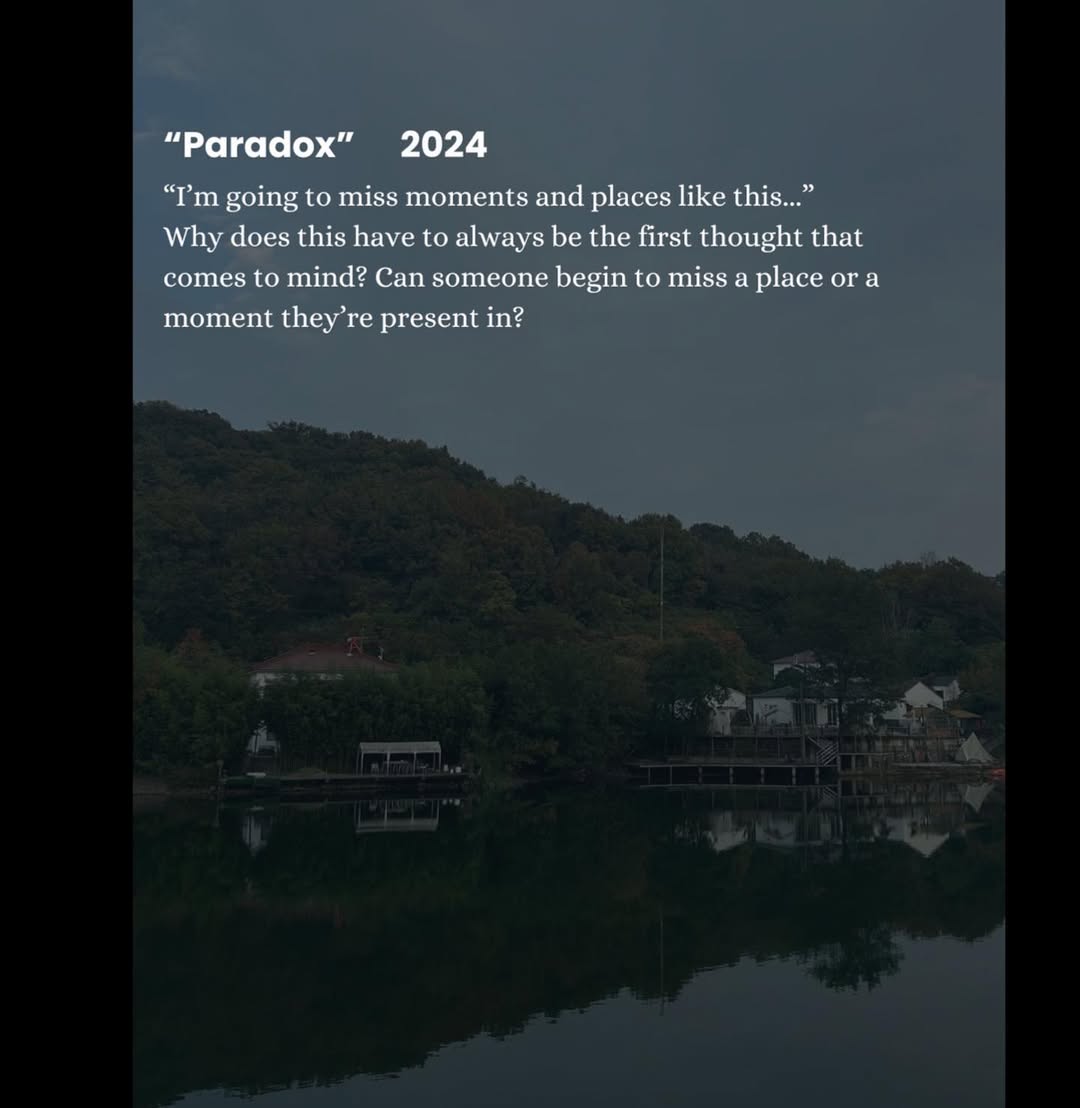 “Paradox” 2024
“I’m going to miss moments and places like this...”
Why does this have to always be the first thought that
comes to mind? Can someone begin to miss a place or a
moment they’re present in?